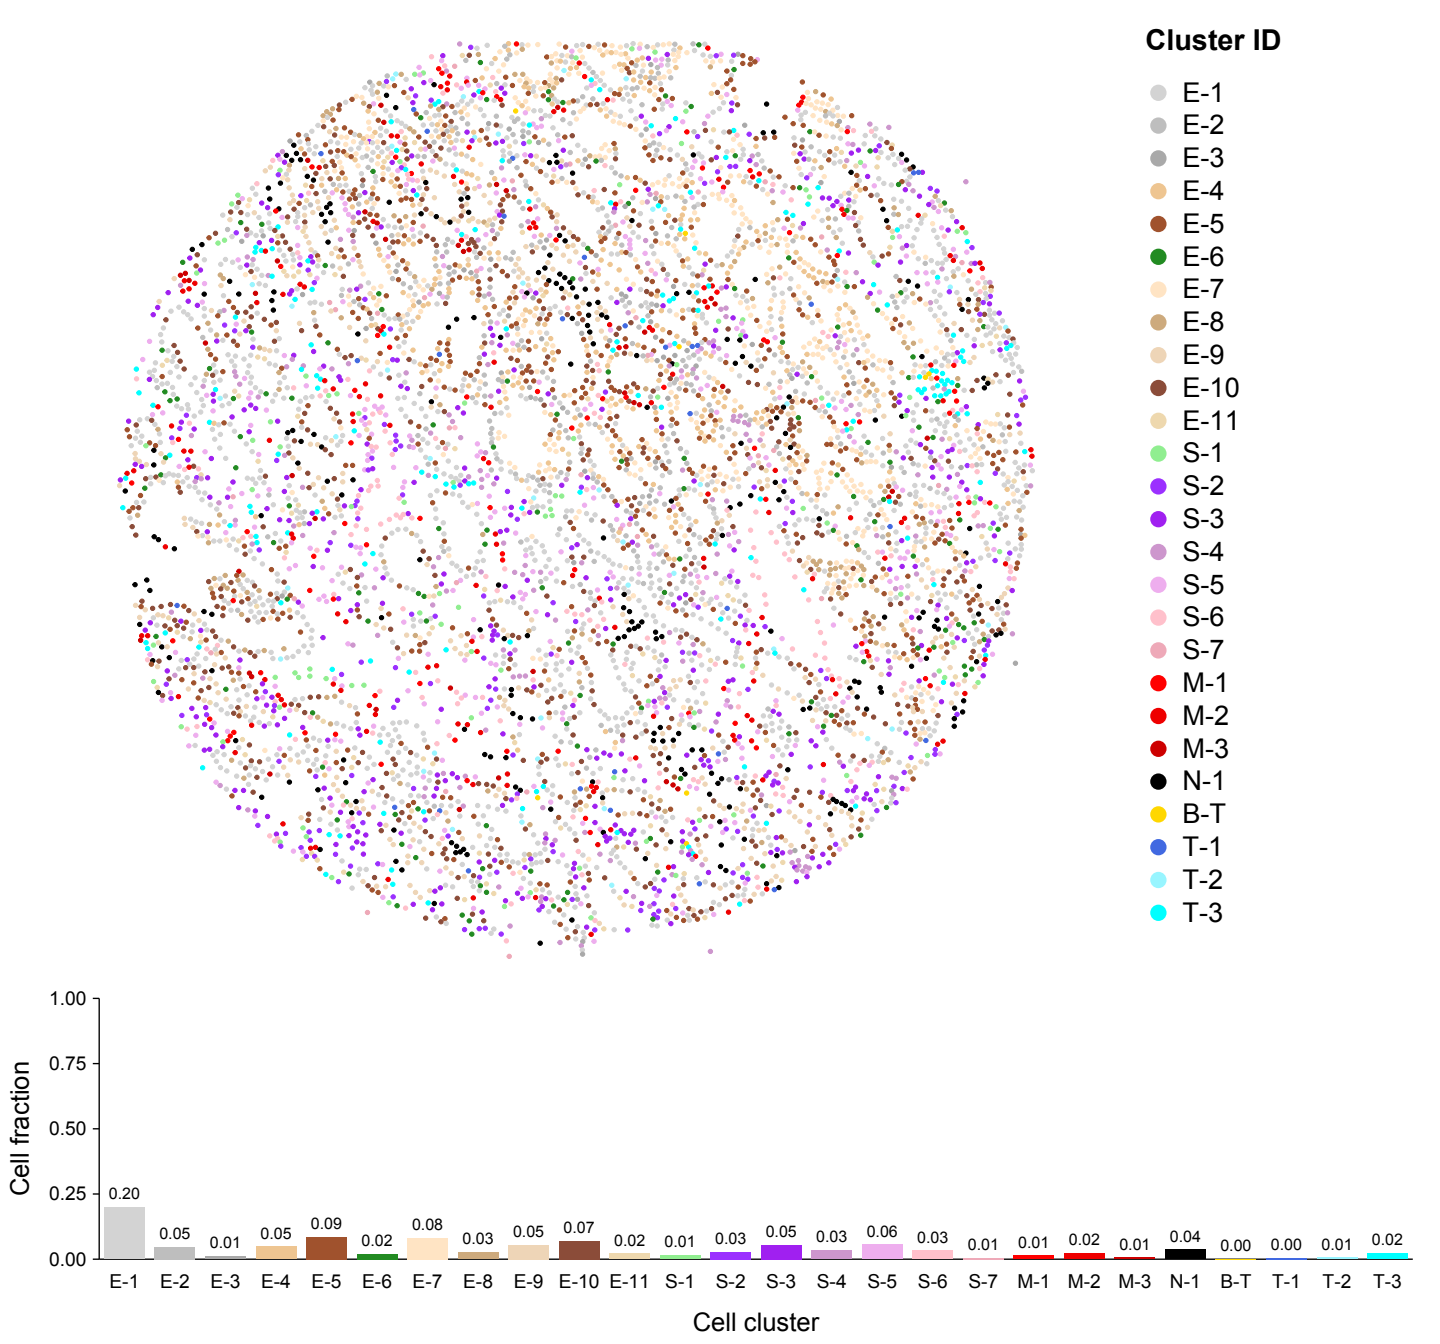 Cluster ID
E-1
E-2
E-3
E-4
E-5
E-6
E-7
E-8
E-9
E-10
E-11
S-1
S-2
S-3
S-4
S-5
S-6
S-7
M-1
M-2
M-3
N-1
B-T
T-1
T-2
T-3
1.00
0.75
0.50
0.25
0.00
Cell fraction
0.20 0.05 0.01 0.05 0.09 0.02 0.08 0.03 0.05 0.07 0.02 0.01 0.03 0.05 0.03 0.06 0.03 0.01 0.01 0.02 0.01 0.04 0.00 0.00 0.01 0.02
E-1 E-2 E-3 E-4 E-5 E-6 E-7 E-8 E-9 E-10 E-11 S-1 S-2 S-3 S-4 S-5 S-6 S-7 M-1 M-2 M-3 N-1 B-T T-1 T-2 T-3
Cell cluster